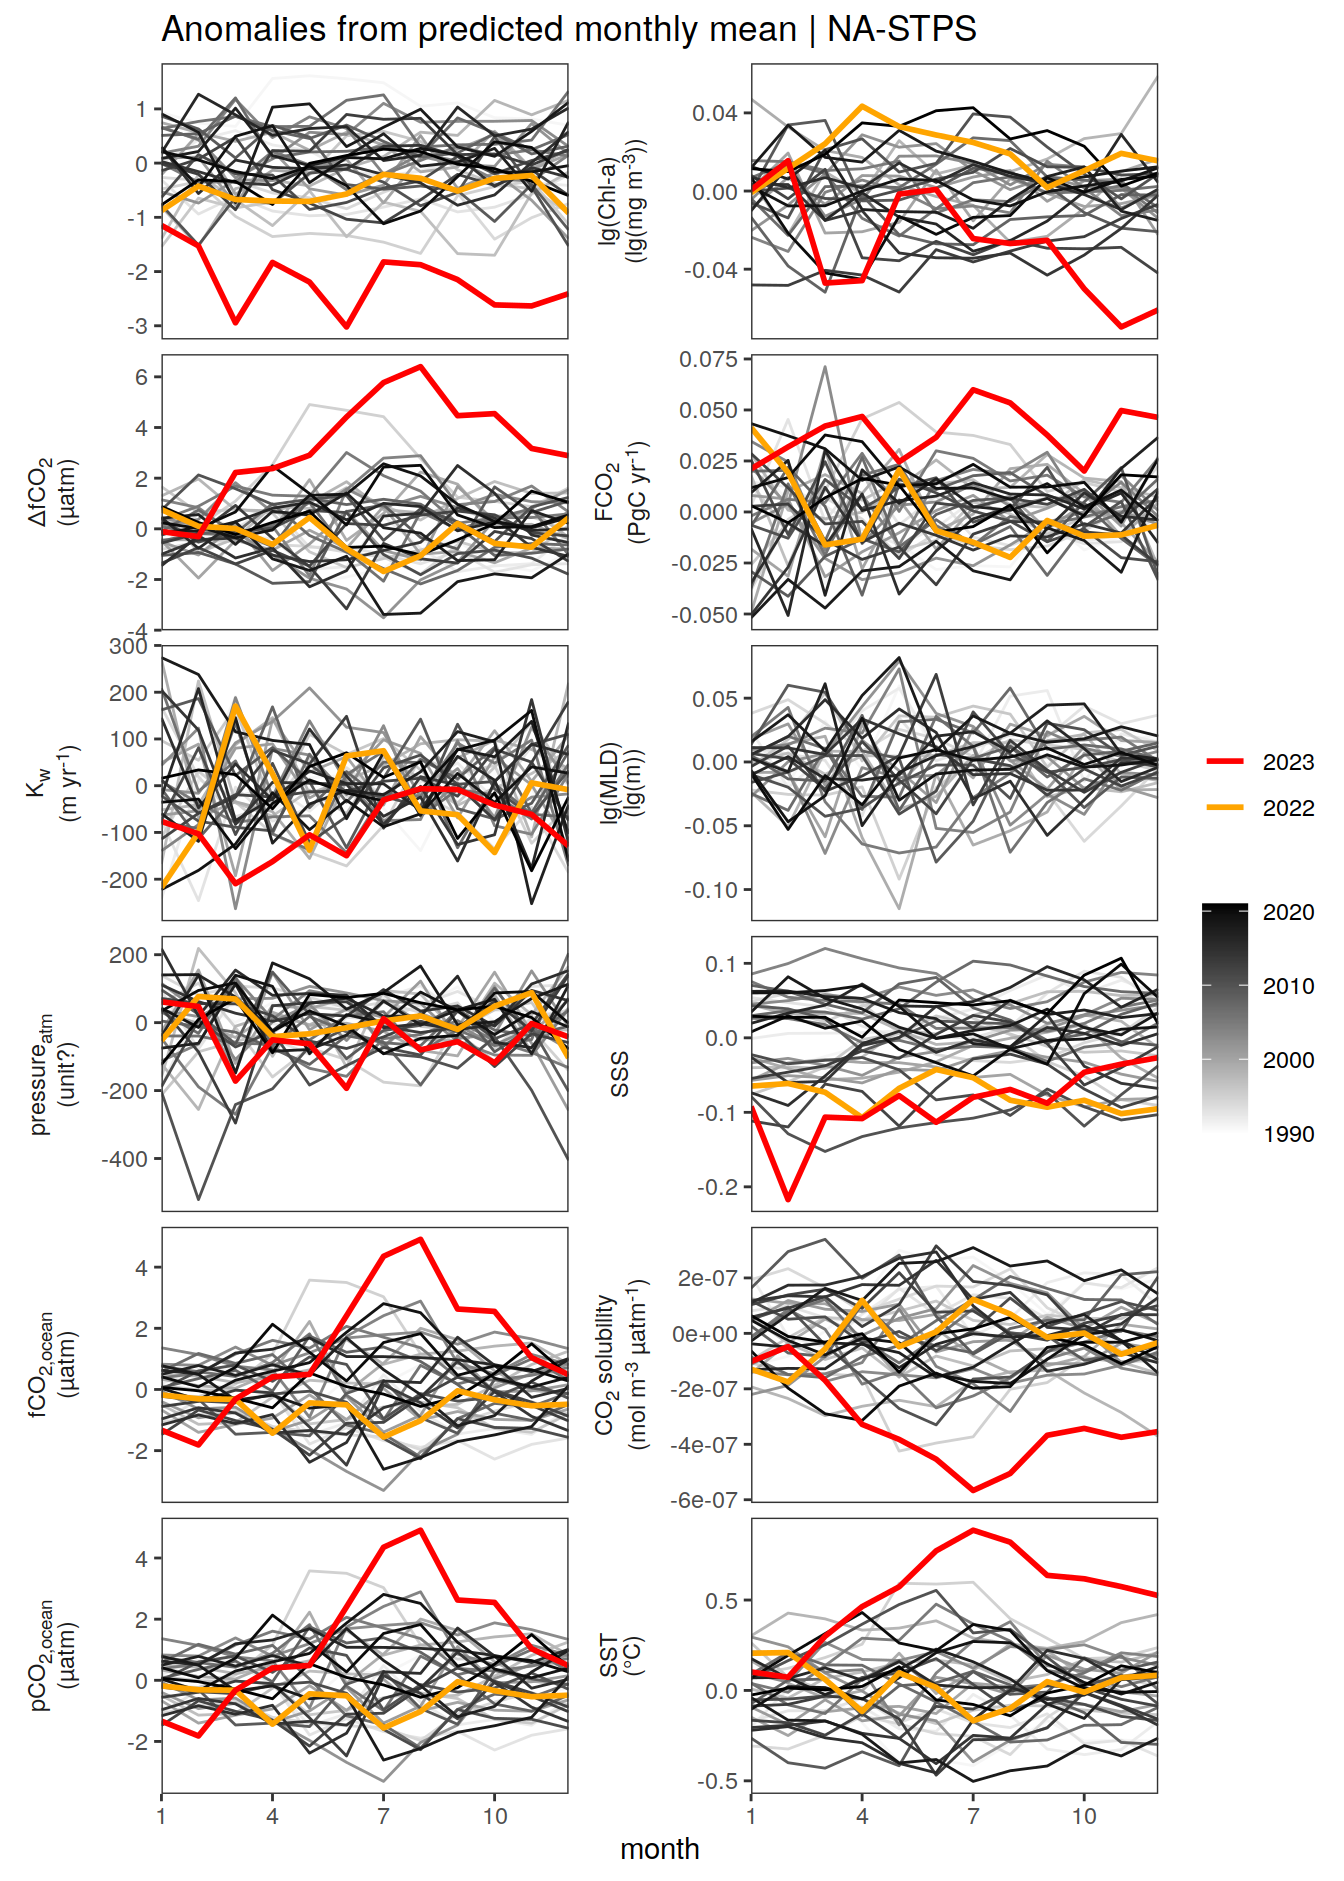 Anomalies from predicted monthly mean | NA-STPS
1
0
-1
-2
-3
0.04
0.00
-0.04
lg(Chl-a)
(lg(mg m⁻³))
6
4
2
0
-2
-4
ΔfCO₂
(µatm)
0.075
0.050
0.025
0.000
-0.025
-0.050
FCO₂
(PgC yr⁻¹)
300
200
100
0
-100
-200
Kw
(m yr⁻¹)
0.05
0.00
-0.05
-0.10
lg(MLD)
(lg(m))
200
0
-200
-400
pressureatm
(unit?)
0.1
0.0
-0.1
-0.2
SSS
4
2
0
-2
fCO2,ocean
(µatm)
2e-07
0e+00
-2e-07
-4e-07
-6e-07
CO₂ solubility
(mol m⁻³ µatm⁻¹)
4
2
0
-2
pCO2,ocean
(µatm)
0.5
0.0
-0.5
SST
(°C)
1
4
7
10
1
4
7
10
month
2023
2022
2020
2010
2000
1990